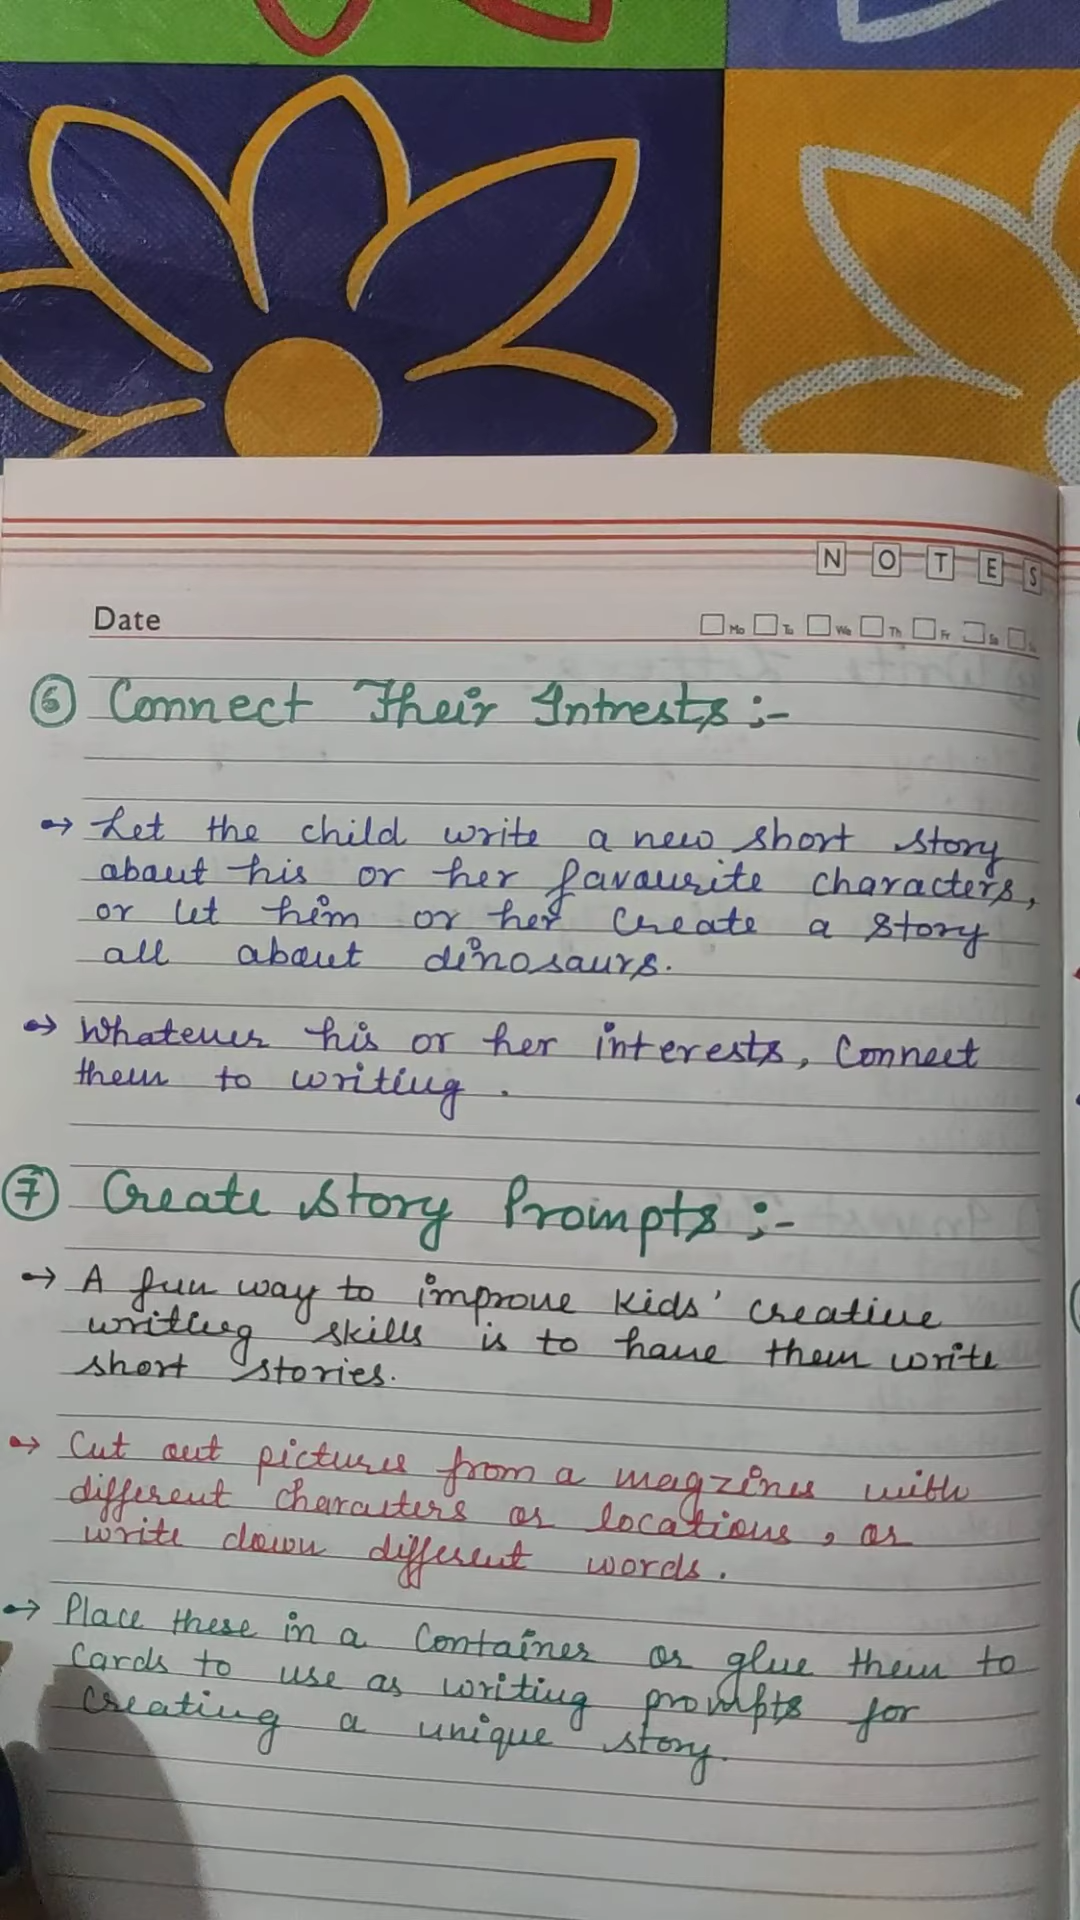 N O T E S
Date
Mo Tu We Th Fr Sa
6 Connect Their Intrests :-
→ Let the child write a new short story
about his or her favourite characters,
or let him or her create a story
all about dinosaurs.
→ Whatever his or her interests, Connect
them to writing.
7 Create Story Prompts :-
→ A fun way to improve kids' creative
writing skills is to have them write
short stories.
→ Cut out pictures from a magzines with
different characters or locations, or
write down different words.
→ Place these in a container or glue them to
Cards to use as writing prompts for
creating a unique story.